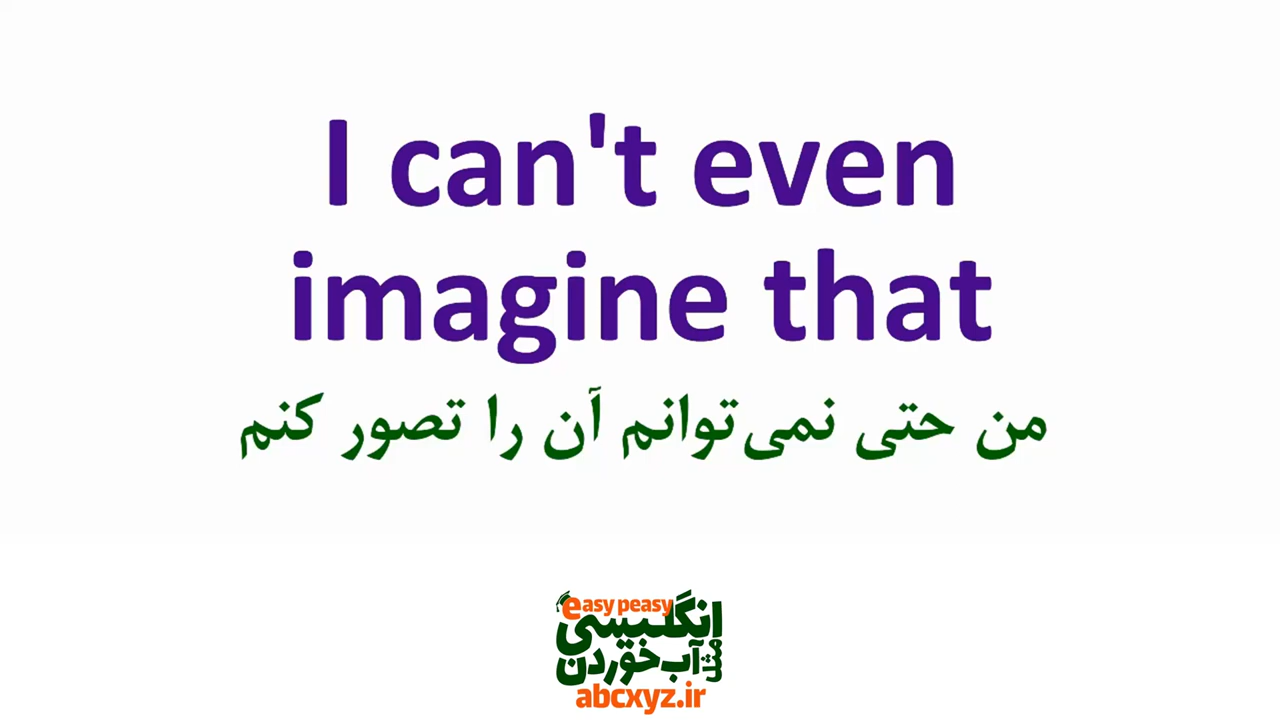 I can't even
imagine that
من حتی نمی‌توانم آن را تصور کنم
easy peasy
انگلیسی
مثل آب خوردن
abcxyz.ir